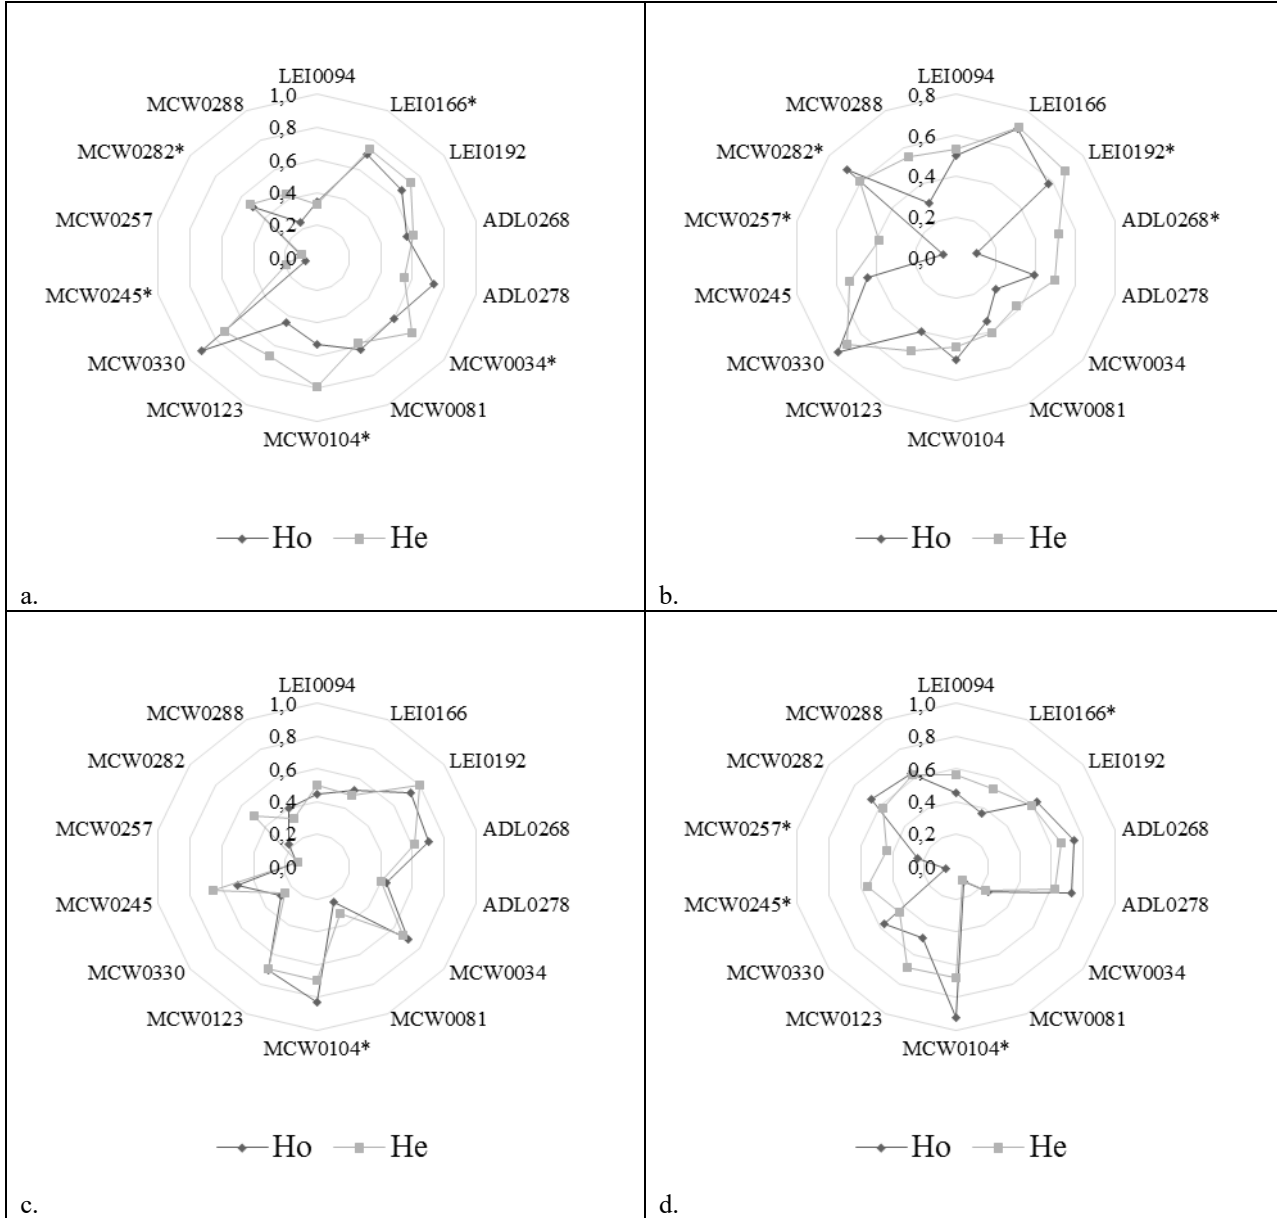 LEI0094
1,0
MCW0288
LEI0166*
0,8
MCW0282*
0,6
LEI0192
0,4
MCW0257
0,2
ADL0268
0,0
MCW0245*
ADL0278
MCW0330
MCW0034*
MCW0123
MCW0081
MCW0104*
Ho
He
a.
LEI0094
0,8
MCW0288
LEI0166
0,6
MCW0282*
LEI0192*
0,4
MCW0257*
0,2
ADL0268*
0,0
MCW0245
ADL0278
MCW0330
MCW0034
MCW0123
MCW0081
MCW0104
Ho
He
b.
LEI0094
1,0
MCW0288
LEI0166
0,8
MCW0282
0,6
LEI0192
0,4
MCW0257
0,2
ADL0268
0,0
MCW0245
ADL0278
MCW0330
MCW0034
MCW0123
MCW0081
MCW0104*
Ho
He
c.
LEI0094
1,0
MCW0288
LEI0166*
0,8
MCW0282
0,6
LEI0192
0,4
MCW0257*
0,2
ADL0268
0,0
MCW0245*
ADL0278
MCW0330
MCW0034
MCW0123
MCW0081
MCW0104*
Ho
He
d.